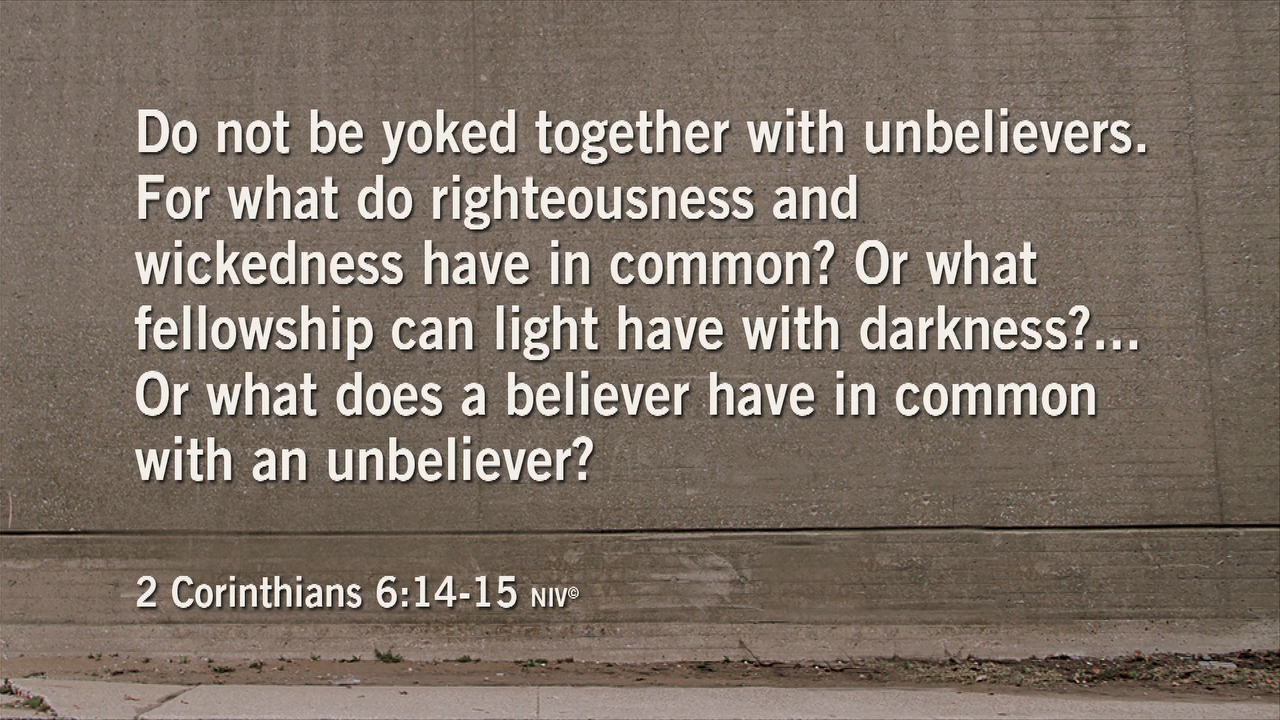 Do not be yoked together with unbelievers.
For what do righteousness and
wickedness have in common? Or what
fellowship can light have with darkness?...
Or what does a believer have in common
with an unbeliever?
2 Corinthians 6:14-15 NIV©